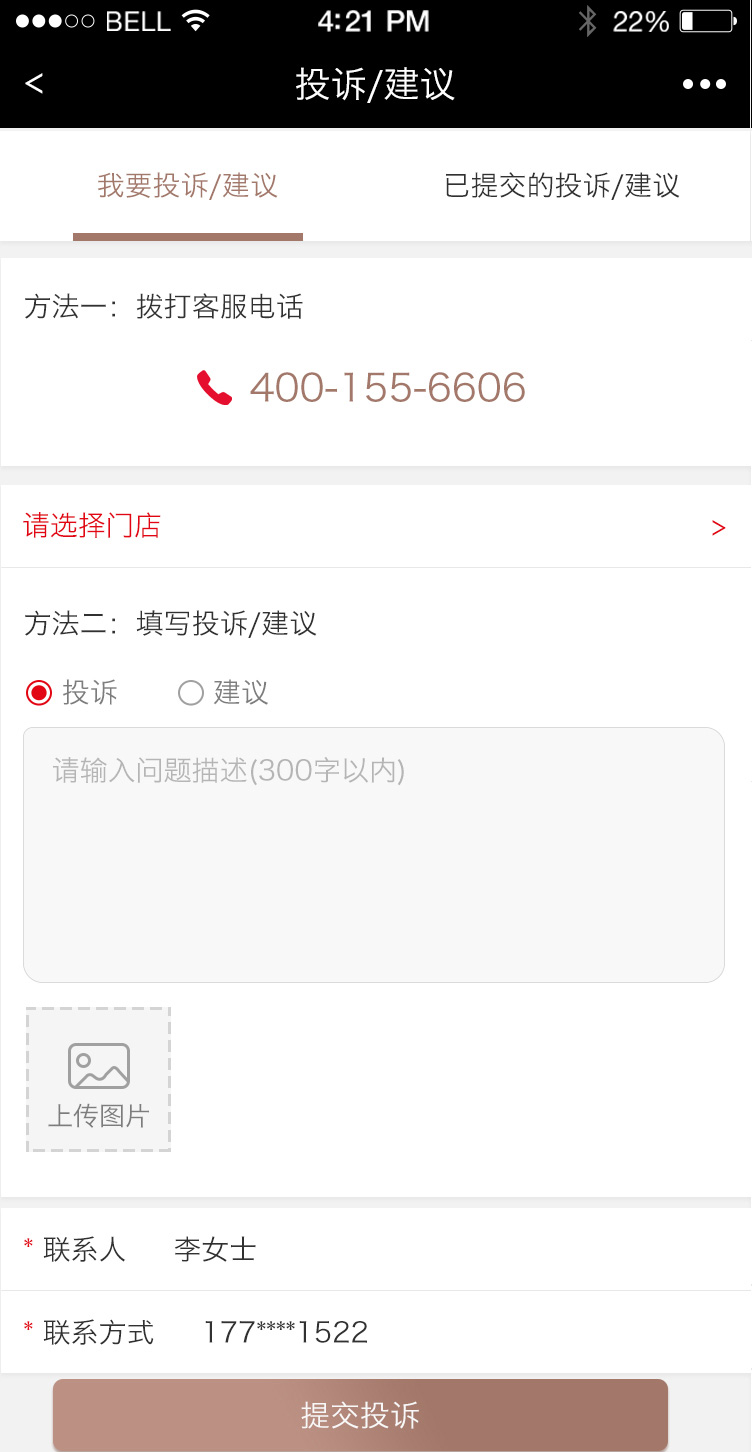 BELL 4:21 PM 22%
< 投诉/建议 •••
我要投诉/建议 已提交的投诉/建议
方法一：拨打客服电话
400-155-6606
请选择门店 >
方法二：填写投诉/建议
投诉 建议
请输入问题描述(300字以内)
上传图片
* 联系人 李女士
* 联系方式 177****1522
提交投诉